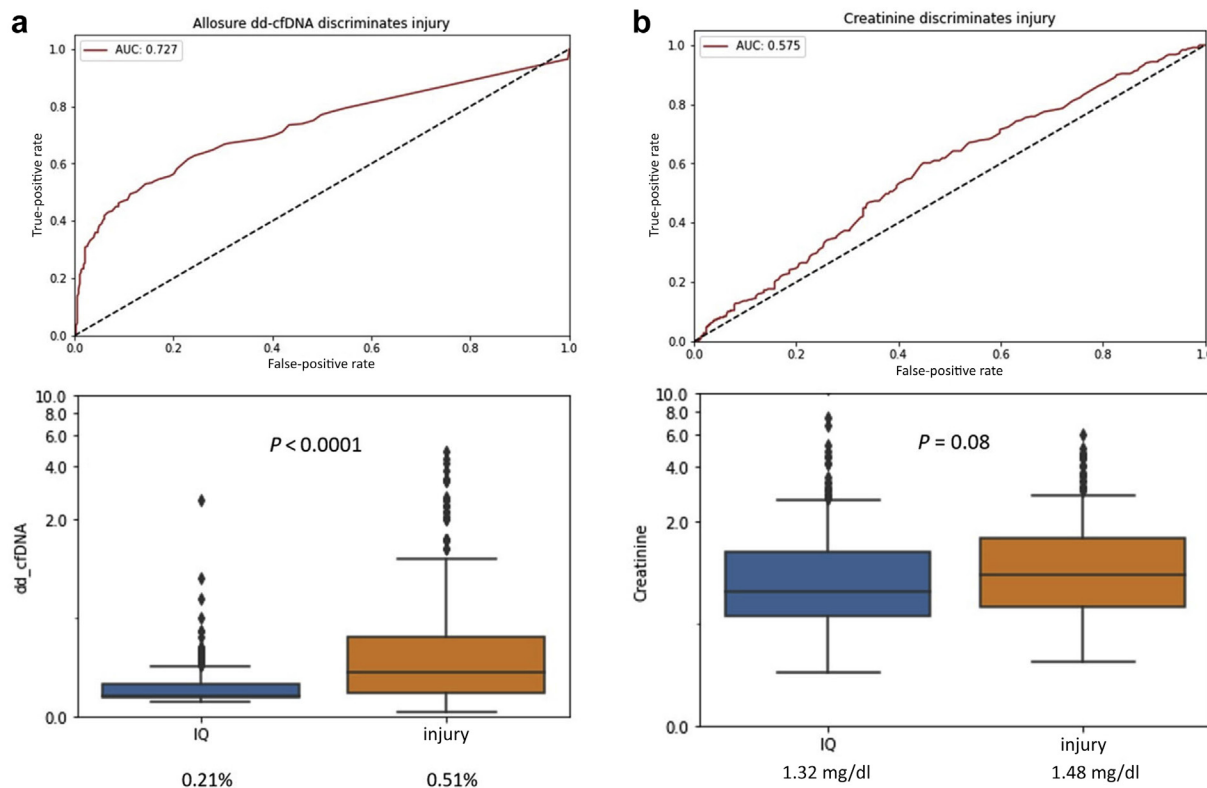 a
Allosure dd-cfDNA discriminates injury
AUC: 0.727
1.0
0.8
0.6
0.4
0.2
0.0
True-positive rate
0.0 0.2 0.4 0.6 0.8 1.0
False-positive rate
10.0
8.0
6.0
4.0
2.0
0.0
dd_cfDNA
P < 0.0001
IQ injury
0.21% 0.51%
b
Creatinine discriminates injury
AUC: 0.575
1.0
0.8
0.6
0.4
0.2
0.0
True-positive rate
0.0 0.2 0.4 0.6 0.8
False-positive rate
10.0
8.0
6.0
4.0
2.0
0.0
Creatinine
P = 0.08
IQ injury
1.32 mg/dl 1.48 mg/dl